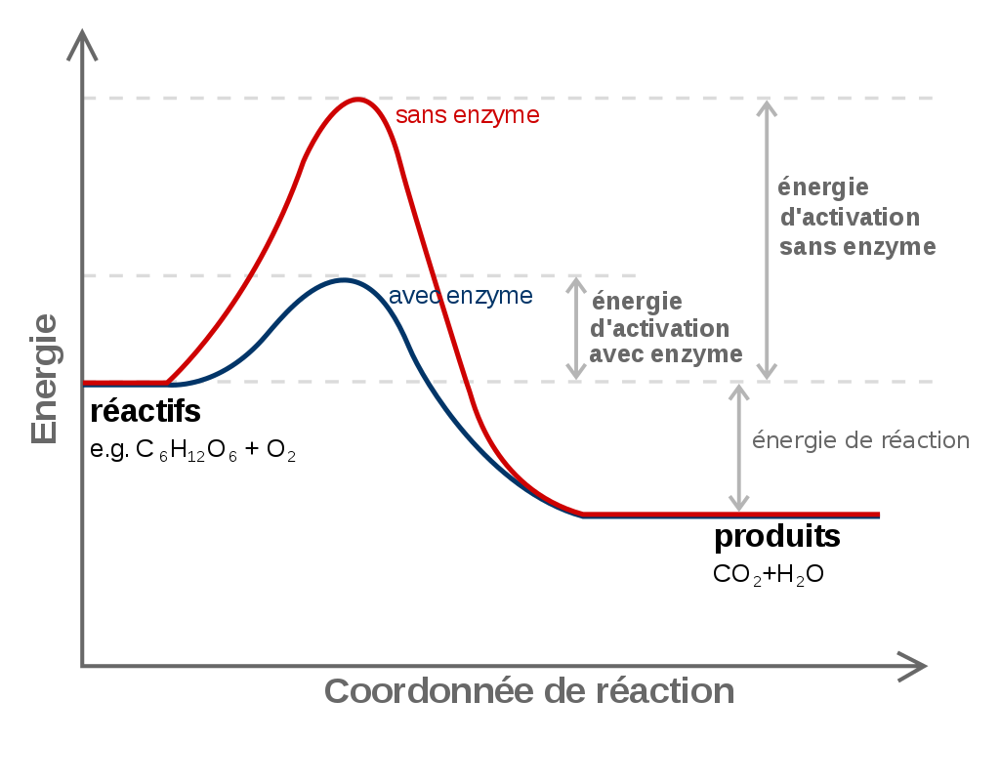 sans enzyme
énergie
d'activation
sans enzyme
avec enzyme
énergie
d'activation
avec enzyme
Energie
réactifs
e.g. C₆H₁₂O₆ + O₂
énergie de réaction
produits
CO₂+H₂O
Coordonnée de réaction